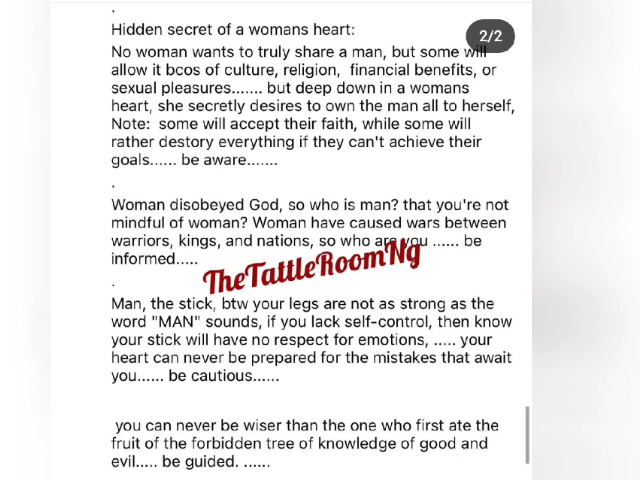 .
Hidden secret of a womans heart:
2/2
No woman wants to truly share a man, but some will
allow it bcos of culture, religion,  financial benefits, or
sexual pleasures....... but deep down in a womans
heart, she secretly desires to own the man all to herself,
Note:  some will accept their faith, while some will
rather destory everything if they can't achieve their
goals...... be aware.......
.
Woman disobeyed God, so who is man? that you're not
mindful of woman? Woman have caused wars between
warriors, kings, and nations, so who are you ...... be
informed.....
TheTattleRoomNg
.
Man, the stick, btw your legs are not as strong as the
word "MAN" sounds, if you lack self-control, then know
your stick will have no respect for emotions, ..... your
heart can never be prepared for the mistakes that await
you...... be cautious......
you can never be wiser than the one who first ate the
fruit of the forbidden tree of knowledge of good and
evil..... be guided. ......